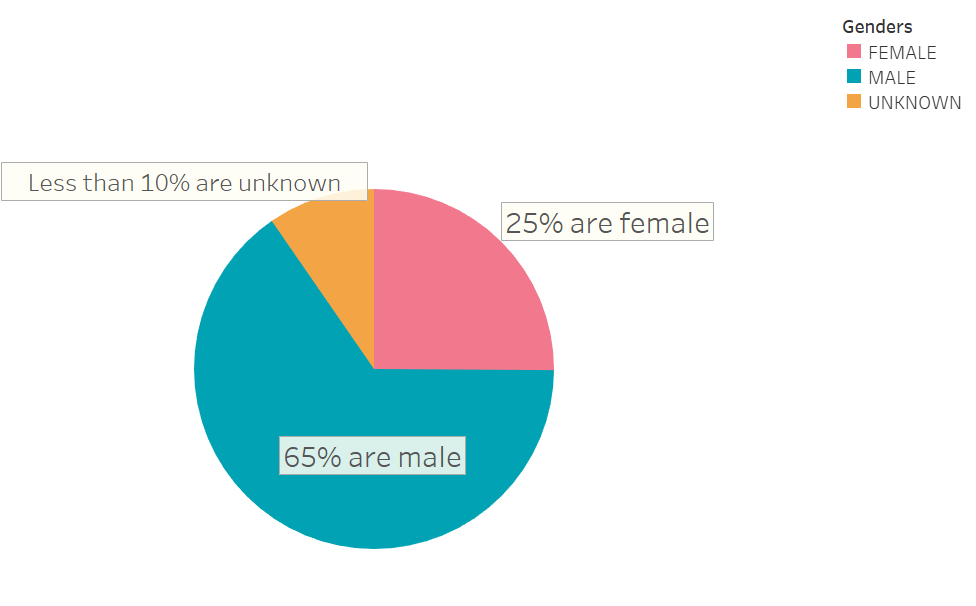 Genders
FEMALE
MALE
UNKNOWN
Less than 10% are unknown
25% are female
65% are male